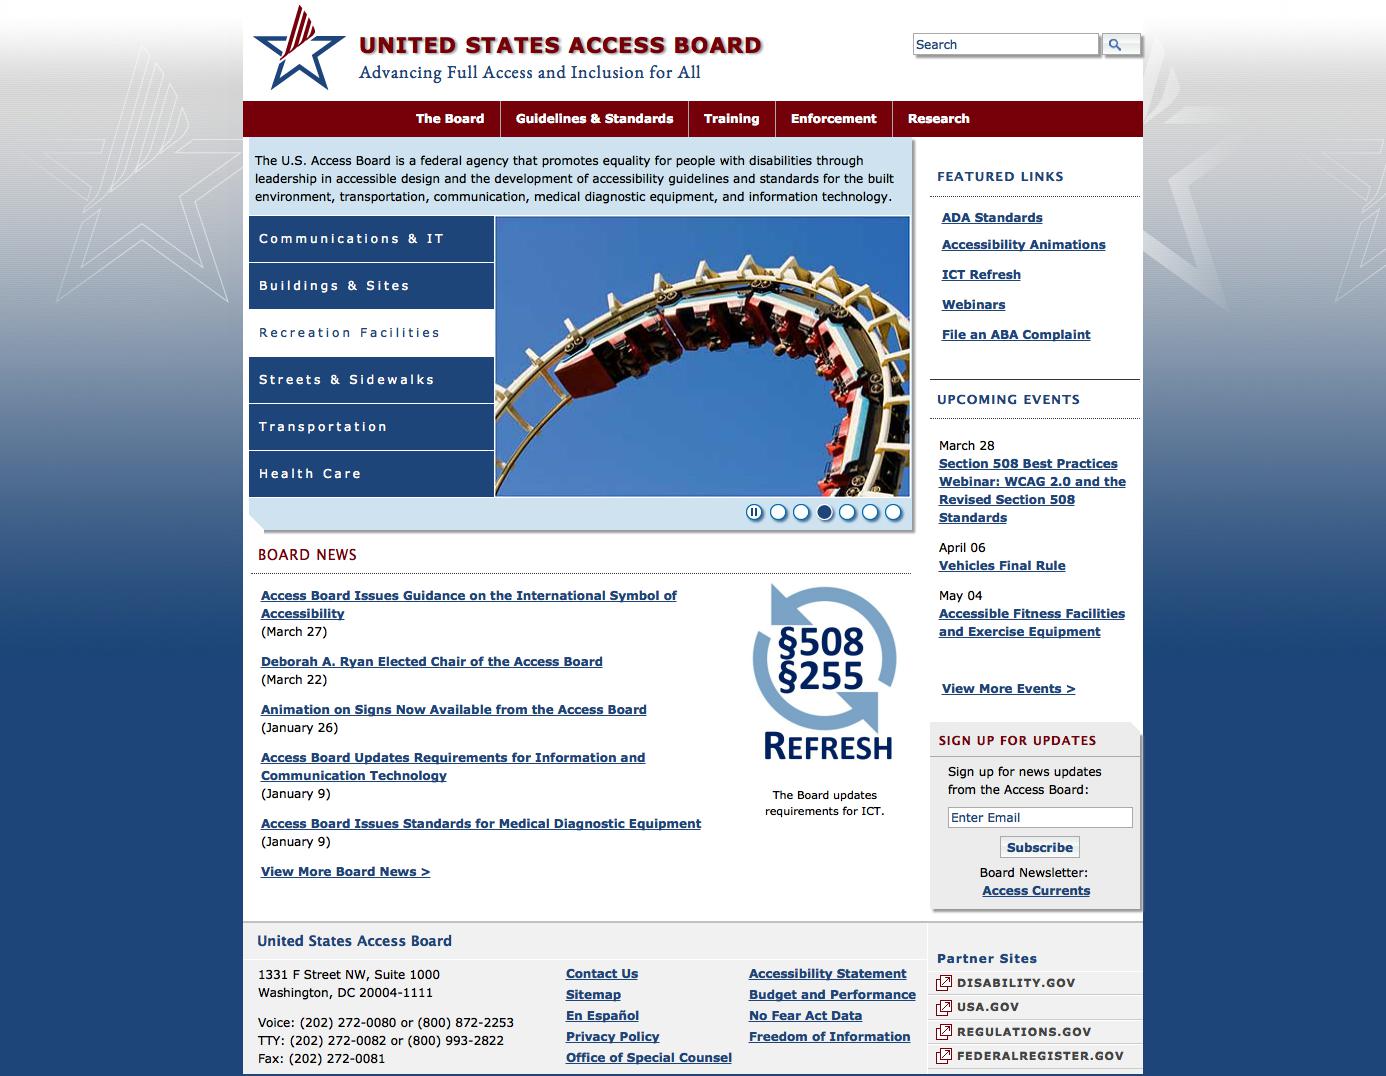 UNITED STATES ACCESS BOARD
Advancing Full Access and Inclusion for All
Search
The Board
Guidelines & Standards
Training
Enforcement
Research
The U.S. Access Board is a federal agency that promotes equality for people with disabilities through
leadership in accessible design and the development of accessibility guidelines and standards for the built
environment, transportation, communication, medical diagnostic equipment, and information technology.
Communications & IT
Buildings & Sites
Recreation Facilities
Streets & Sidewalks
Transportation
Health Care
BOARD NEWS
Access Board Issues Guidance on the International Symbol of
Accessibility
(March 27)
Deborah A. Ryan Elected Chair of the Access Board
(March 22)
Animation on Signs Now Available from the Access Board
(January 26)
Access Board Updates Requirements for Information and
Communication Technology
(January 9)
Access Board Issues Standards for Medical Diagnostic Equipment
(January 9)
View More Board News >
§508
§255
REFRESH
The Board updates
requirements for ICT.
FEATURED LINKS
ADA Standards
Accessibility Animations
ICT Refresh
Webinars
File an ABA Complaint
UPCOMING EVENTS
March 28
Section 508 Best Practices
Webinar: WCAG 2.0 and the
Revised Section 508
Standards
April 06
Vehicles Final Rule
May 04
Accessible Fitness Facilities
and Exercise Equipment
View More Events >
SIGN UP FOR UPDATES
Sign up for news updates
from the Access Board:
Enter Email
Subscribe
Board Newsletter:
Access Currents
United States Access Board
1331 F Street NW, Suite 1000
Washington, DC 20004-1111
Voice: (202) 272-0080 or (800) 872-2253
TTY: (202) 272-0082 or (800) 993-2822
Fax: (202) 272-0081
Contact Us
Sitemap
En Español
Privacy Policy
Office of Special Counsel
Accessibility Statement
Budget and Performance
No Fear Act Data
Freedom of Information
Partner Sites
DISABILITY.GOV
USA.GOV
REGULATIONS.GOV
FEDERALREGISTER.GOV